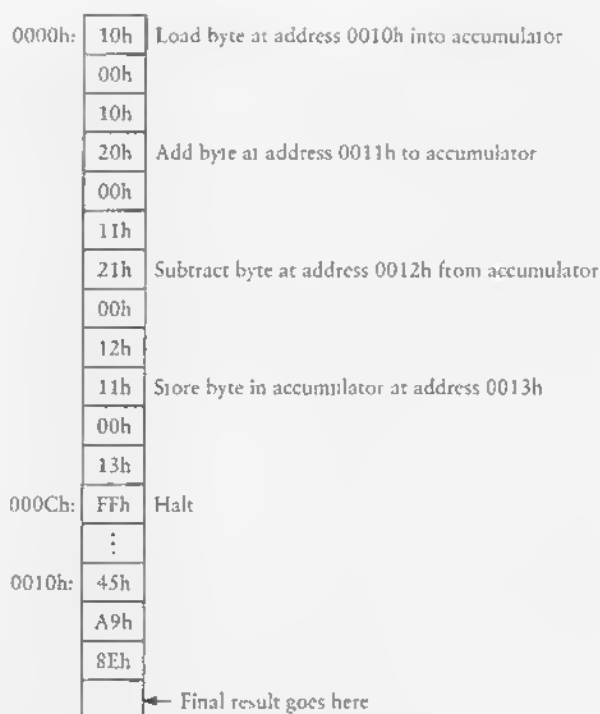 0000h: 10h Load byte at address 0010h into accumulator
00h
10h
20h Add byte at address 0011h to accumulator
00h
11h
21h Subtract byte at address 0012h from accumulator
00h
12h
11h Store byte in accumulator at address 0013h
00h
13h
000Ch: FFh Halt
⋮
0010h: 45h
A9h
8Eh
Final result goes here